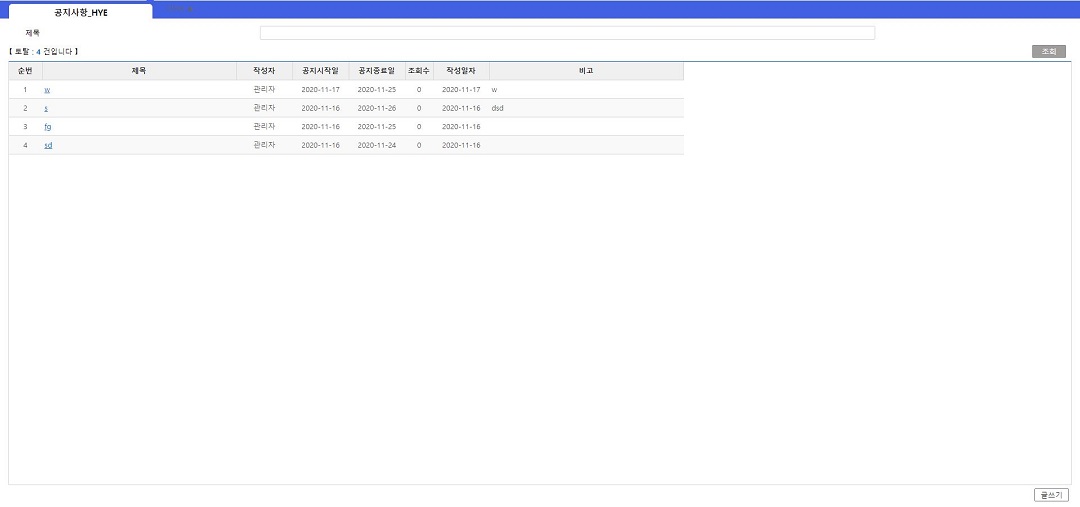 공지사항_HYE
제목
【 토탈 : 4 건입니다 】
조회
순번 제목 작성자 공지시작일 공지종료일 조회수 작성일자 비고
1 w 관리자 2020-11-17 2020-11-25 0 2020-11-17 w
2 s 관리자 2020-11-16 2020-11-26 0 2020-11-16 dsd
3 fg 관리자 2020-11-16 2020-11-25 0 2020-11-16
4 sd 관리자 2020-11-16 2020-11-24 0 2020-11-16
글쓰기